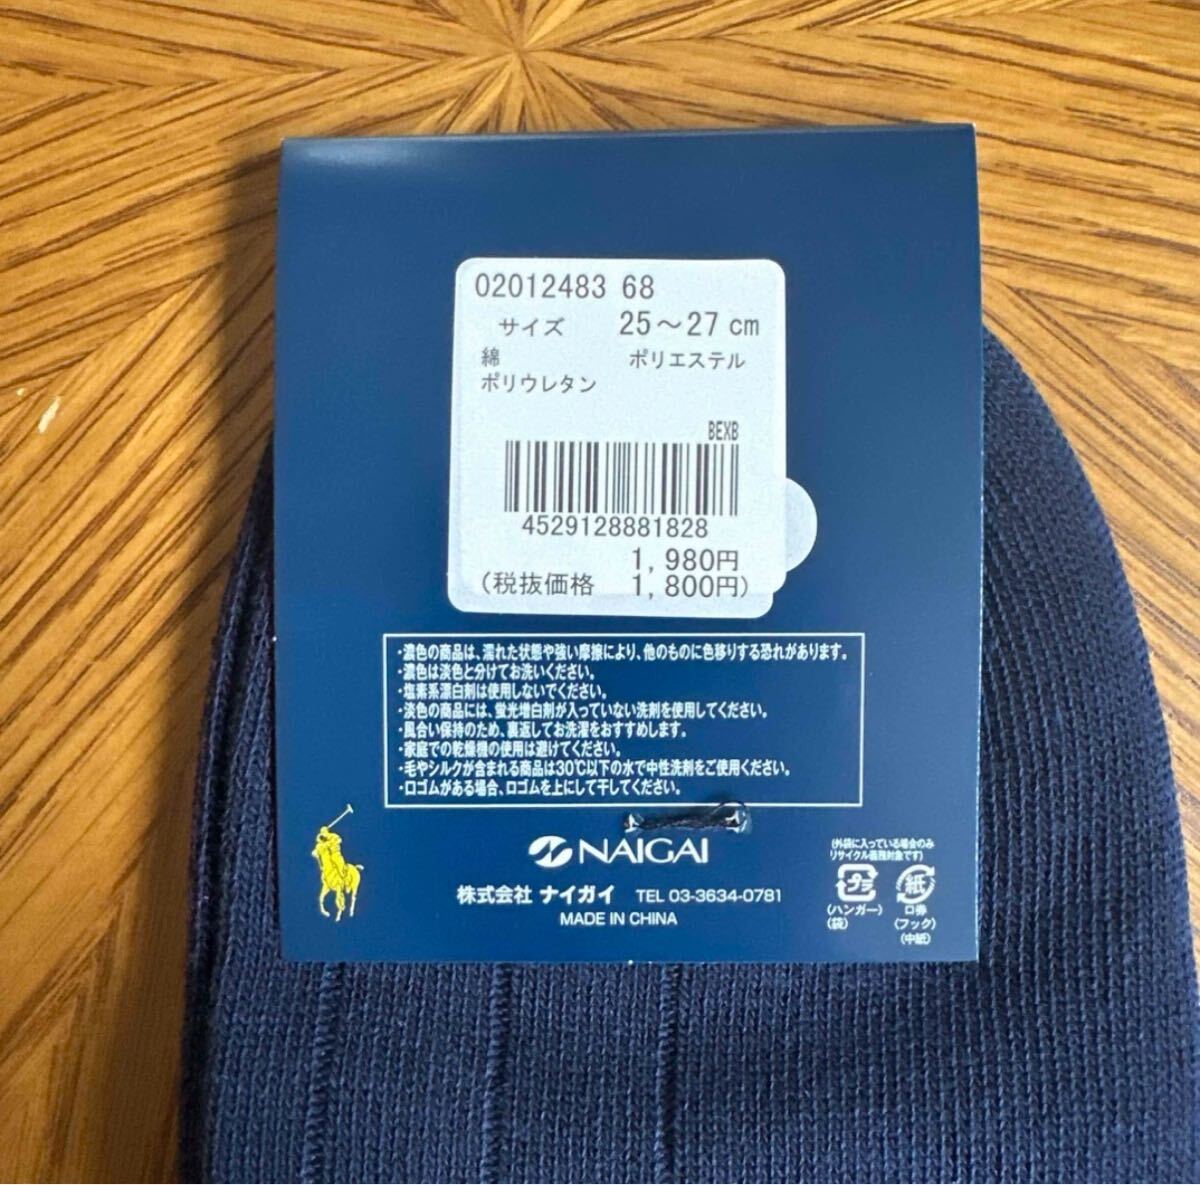 02012483 68
サイズ 25～27 cm
綿 ポリエステル
ポリウレタン
BEXB
4529128881828
1,980円
(税抜価格 1,800円)
・濃色の商品は、濡れた状態や強い摩擦により、他のものに色移りする恐れがあります。
・濃色は淡色と分けてお洗いください。
・塩素系漂白剤は使用しないでください。
・淡色の商品には、蛍光増白剤が入っていない洗剤を使用してください。
・風合い保持のため、裏返してお洗濯をおすすめします。
・家庭での乾燥機の使用は避けてください。
・毛やシルクが含まれる商品は30℃以下の水で中性洗剤をご使用ください。
・口ゴムがある場合、口ゴムを上にして干してください。
NAIGAI
株式会社 ナイガイ TEL 03-3634-0781
MADE IN CHINA
(外袋に入っている場合のみ
リサイクル義務対象です)
プラ 紙
(ハンガー) 口券
(袋) (フック)
(中紙)